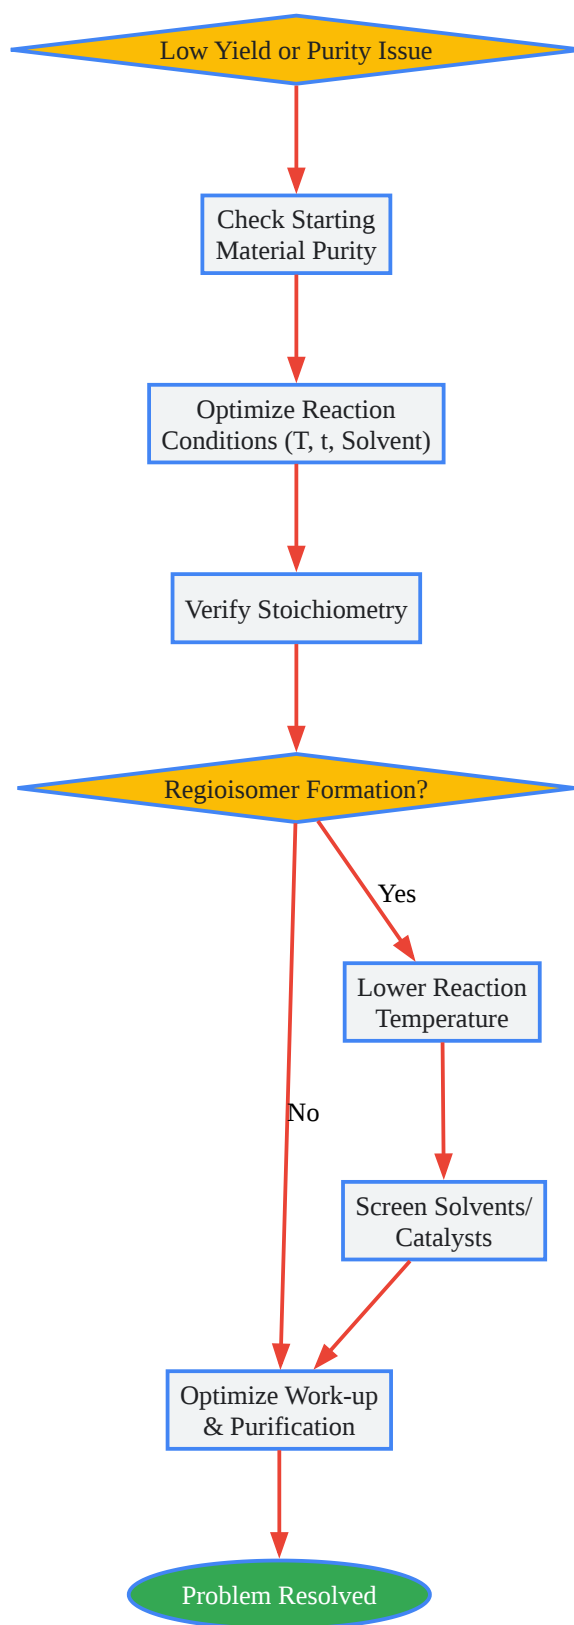 Low Yield or Purity Issue
Check Starting
Material Purity
Optimize Reaction
Conditions (T, t, Solvent)
Verify Stoichiometry
Regioisomer Formation?
Yes
Lower Reaction
Temperature
No
Screen Solvents/
Catalysts
Optimize Work-up
& Purification
Problem Resolved